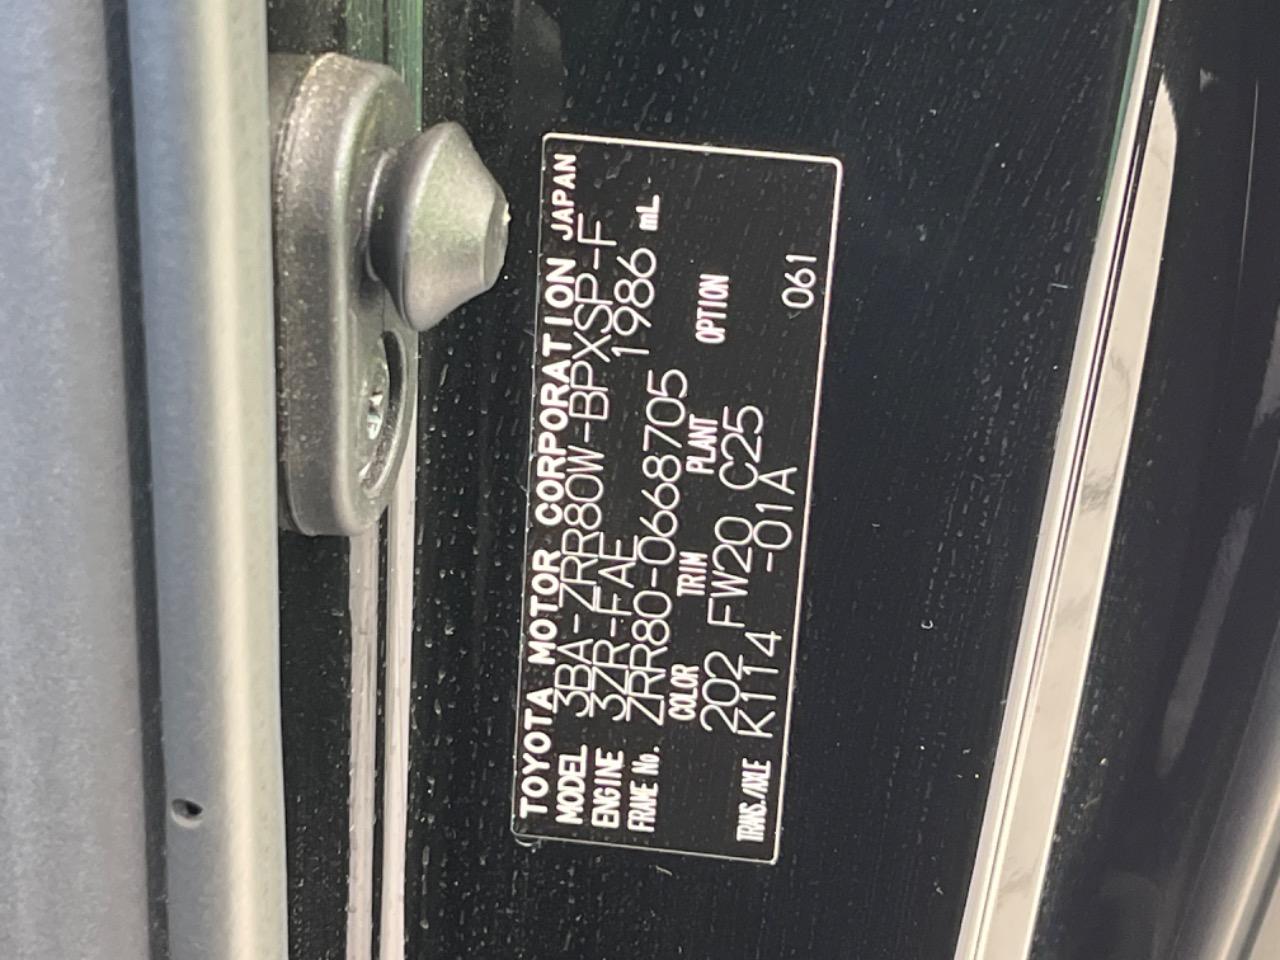 TOYOTA MOTOR CORPORATION JAPAN
MODEL 3BA-ZRR80W-BPXSP-F
ENGINE 3ZR-FAE 1986 mL
FRAME No. ZRR80-0668705
COLOR TRIM PLANT OPTION
202 FW20 C25
TRANS./AXLE K114 -01A 061